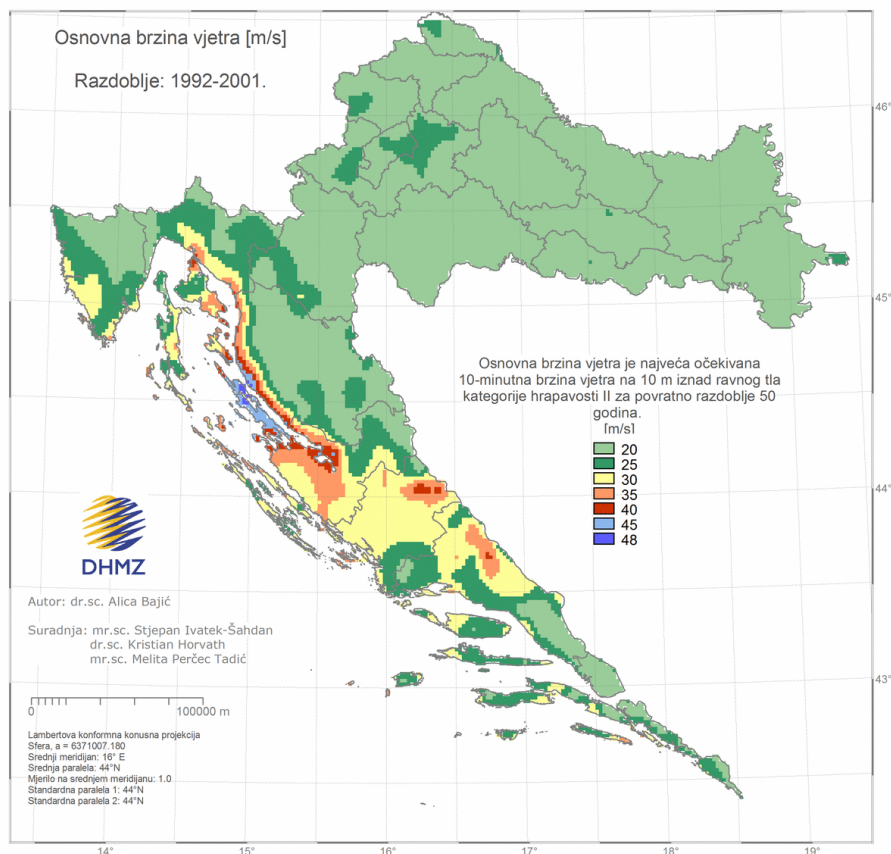 Osnovna brzina vjetra [m/s]
Razdoblje: 1992-2001.
46°
45°
Osnovna brzina vjetra je najveća očekivana
10-minutna brzina vjetra na 10 m iznad ravnog tla
kategorije hrapavosti II za povratno razdoblje 50
godina.
[m/s]
20
25
30
35
40
45
48
44°
DHMZ
Autor: dr.sc. Alica Bajić
Suradnja: mr.sc. Stjepan Ivatek-Šahdan
dr.sc. Kristian Horvath
mr.sc. Melita Perčec Tadić
43°
0 100000 m
Lambertova konformna konusna projekcija
Sfera, a = 6371007.180
Srednji meridijan: 16° E
Srednja paralela: 44°N
Mjerilo na srednjem meridijanu: 1.0
Standardna paralela 1: 44°N
Standardna paralela 2: 44°N
14° 15° 16° 17° 18° 19°